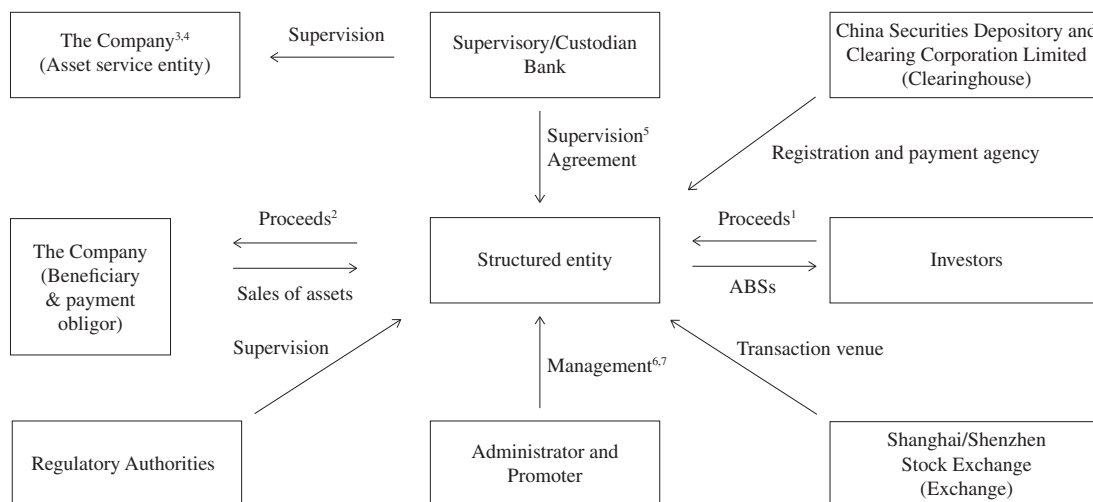 The Company3,4
(Asset service entity)
Supervision
Supervisory/Custodian
Bank
China Securities Depository and
Clearing Corporation Limited
(Clearinghouse)
Supervision5
Agreement
Registration and payment agency
The Company
(Beneficiary
& payment
obligor)
Proceeds2
Sales of assets
Structured entity
Proceeds1
ABSs
Investors
Supervision
Management6,7
Transaction venue
Regulatory Authorities
Administrator and
Promoter
Shanghai/Shenzhen
Stock Exchange
(Exchange)